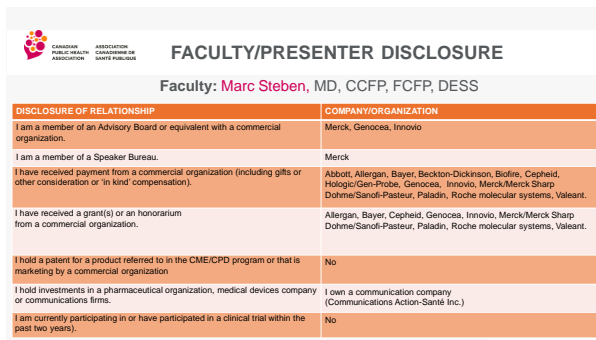 CANADIAN PUBLIC HEALTH ASSOCIATION
ASSOCIATION CANADIENNE DE SANTÉ PUBLIQUE
FACULTY/PRESENTER DISCLOSURE
Faculty: Marc Steben, MD, CCFP, FCFP, DESS
DISCLOSURE OF RELATIONSHIP
COMPANY/ORGANIZATION
I am a member of an Advisory Board or equivalent with a commercial
organization.
Merck, Genocea, Innovio
I am a member of a Speaker Bureau.
Merck
I have received payment from a commercial organization (including gifts or
other consideration or 'in kind' compensation).
Abbott, Allergan, Bayer, Beckton-Dickinson, Biofire, Cepheid,
Hologic/Gen-Probe, Genocea, Innovio, Merck/Merck Sharp
Dohme/Sanofi-Pasteur, Paladin, Roche molecular systems, Valeant.
I have received a grant(s) or an honorarium
from a commercial organization.
Allergan, Bayer, Cepheid, Genocea, Innovio, Merck/Merck Sharp
Dohme/Sanofi-Pasteur, Paladin, Roche molecular systems, Valeant.
I hold a patent for a product referred to in the CME/CPD program or that is
marketing by a commercial organization
No
I hold investments in a pharmaceutical organization, medical devices company
or communications firms.
I own a communication company
(Communications Action-Santé Inc.)
I am currently participating in or have participated in a clinical trial within the
past two years).
No